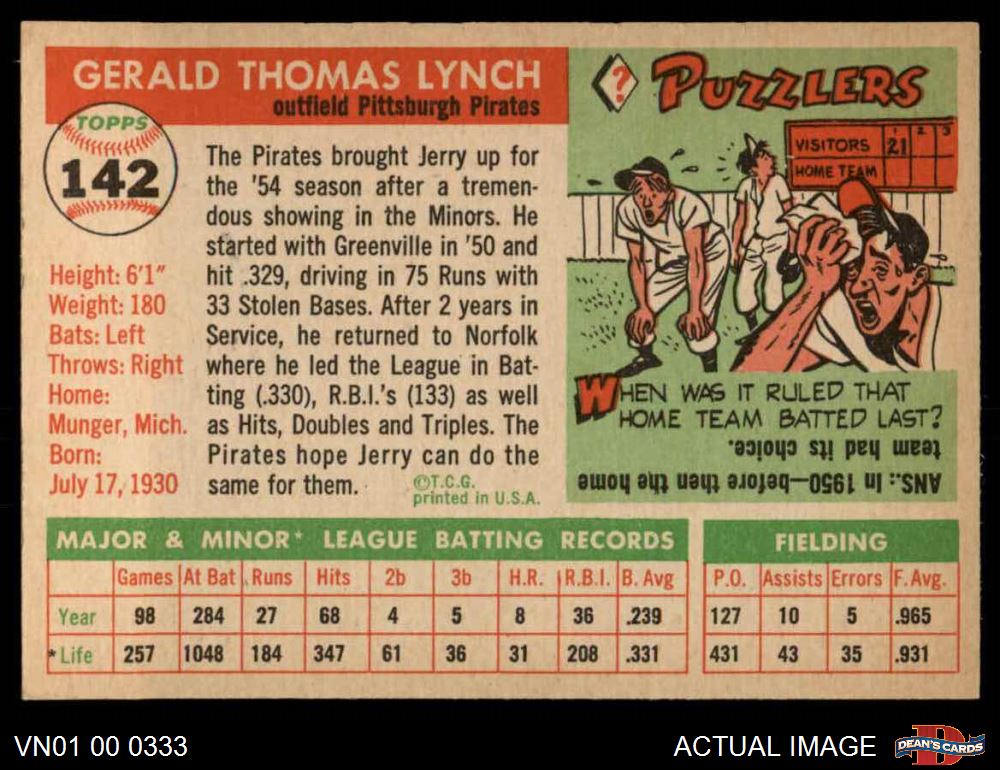 GERALD THOMAS LYNCH
outfield Pittsburgh Pirates
TOPPS
142
Height: 6'1"
Weight: 180
Bats: Left
Throws: Right
Home:
Munger, Mich.
Born:
July 17, 1930
The Pirates brought Jerry up for
the '54 season after a tremen-
dous showing in the Minors. He
started with Greenville in '50 and
hit .329, driving in 75 Runs with
33 Stolen Bases. After 2 years in
Service, he returned to Norfolk
where he led the League in Bat-
ting (.330), R.B.I.'s (133) as well
as Hits, Doubles and Triples. The
Pirates hope Jerry can do the
same for them.
©T.C.G.
printed in U.S.A.
?
PUZZLERS
1 2 3
VISITORS 21
HOME TEAM
WHEN WAS IT RULED THAT
HOME TEAM BATTED LAST?
ANS.: In 1950—before then the home
team had its choice.
MAJOR & MINOR* LEAGUE BATTING RECORDS
Games At Bat Runs Hits 2b 3b H.R. R.B.I. B. Avg
Year 98 284 27 68 4 5 8 36 .239
*Life 257 1048 184 347 61 36 31 208 .331
FIELDING
P.O. Assists Errors F. Avg.
127 10 5 .965
431 43 35 .931
VN01 00 0333
ACTUAL IMAGE
D
DEAN'S CARDS